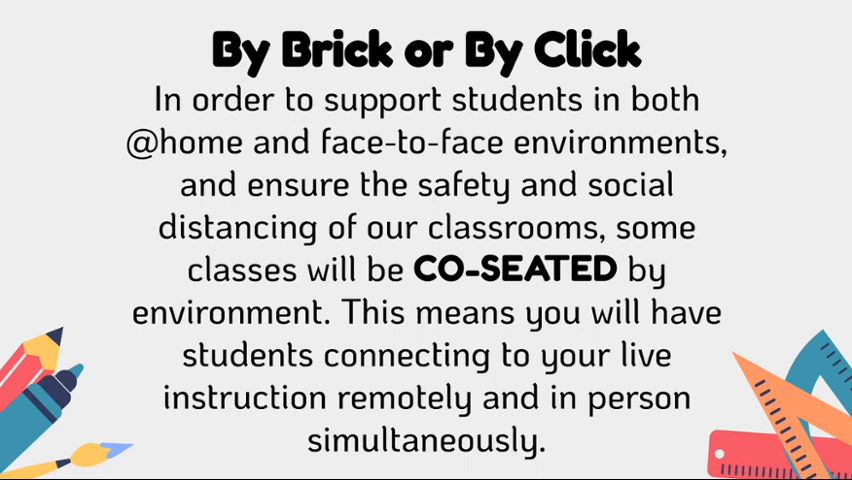 By Brick or By Click
In order to support students in both
@home and face-to-face environments,
and ensure the safety and social
distancing of our classrooms, some
classes will be CO-SEATED by
environment. This means you will have
students connecting to your live
instruction remotely and in person
simultaneously.